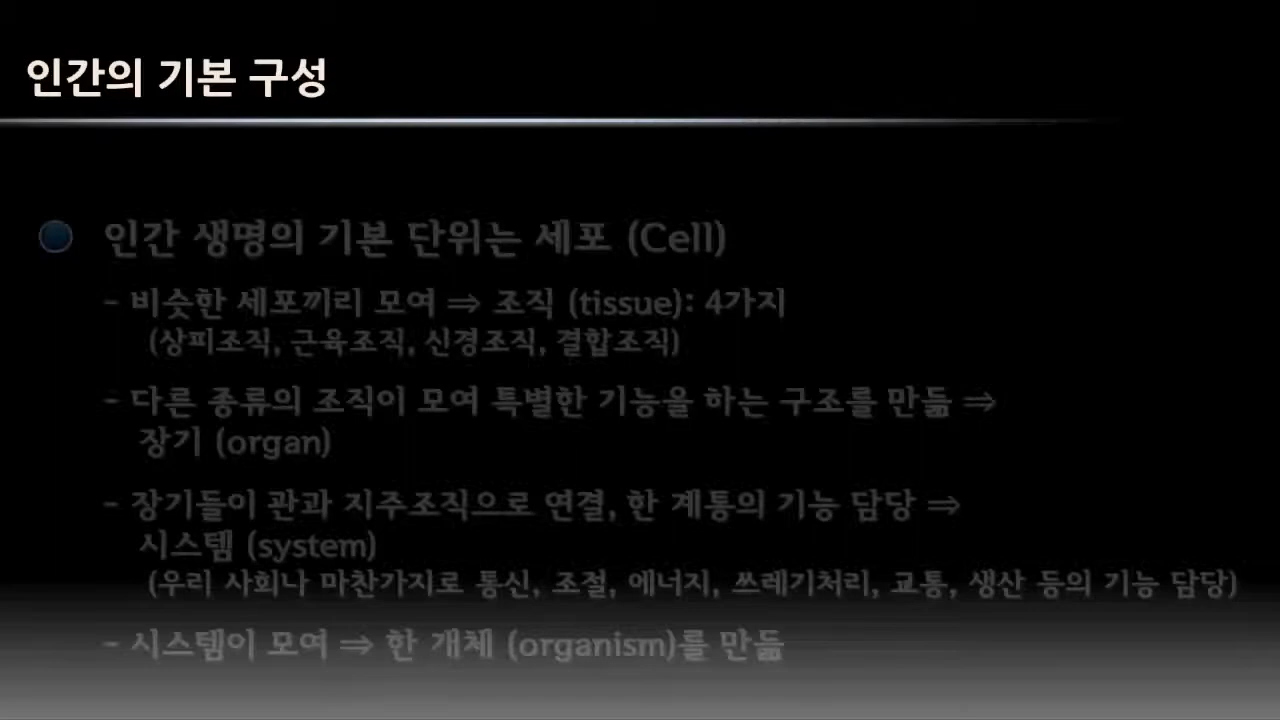 인간의 기본 구성
인간 생명의 기본 단위는 세포 (Cell)
- 비슷한 세포끼리 모여 ⇒ 조직 (tissue): 4가지
(상피조직, 근육조직, 신경조직, 결합조직)
- 다른 종류의 조직이 모여 특별한 기능을 하는 구조를 만듦 ⇒
장기 (organ)
- 장기들이 관과 지주조직으로 연결, 한 계통의 기능 담당 ⇒
시스템 (system)
(우리 사회나 마찬가지로 통신, 조절, 에너지, 쓰레기처리, 교통, 생산 등의 기능 담당)
- 시스템이 모여 ⇒ 한 개체 (organism)를 만듦